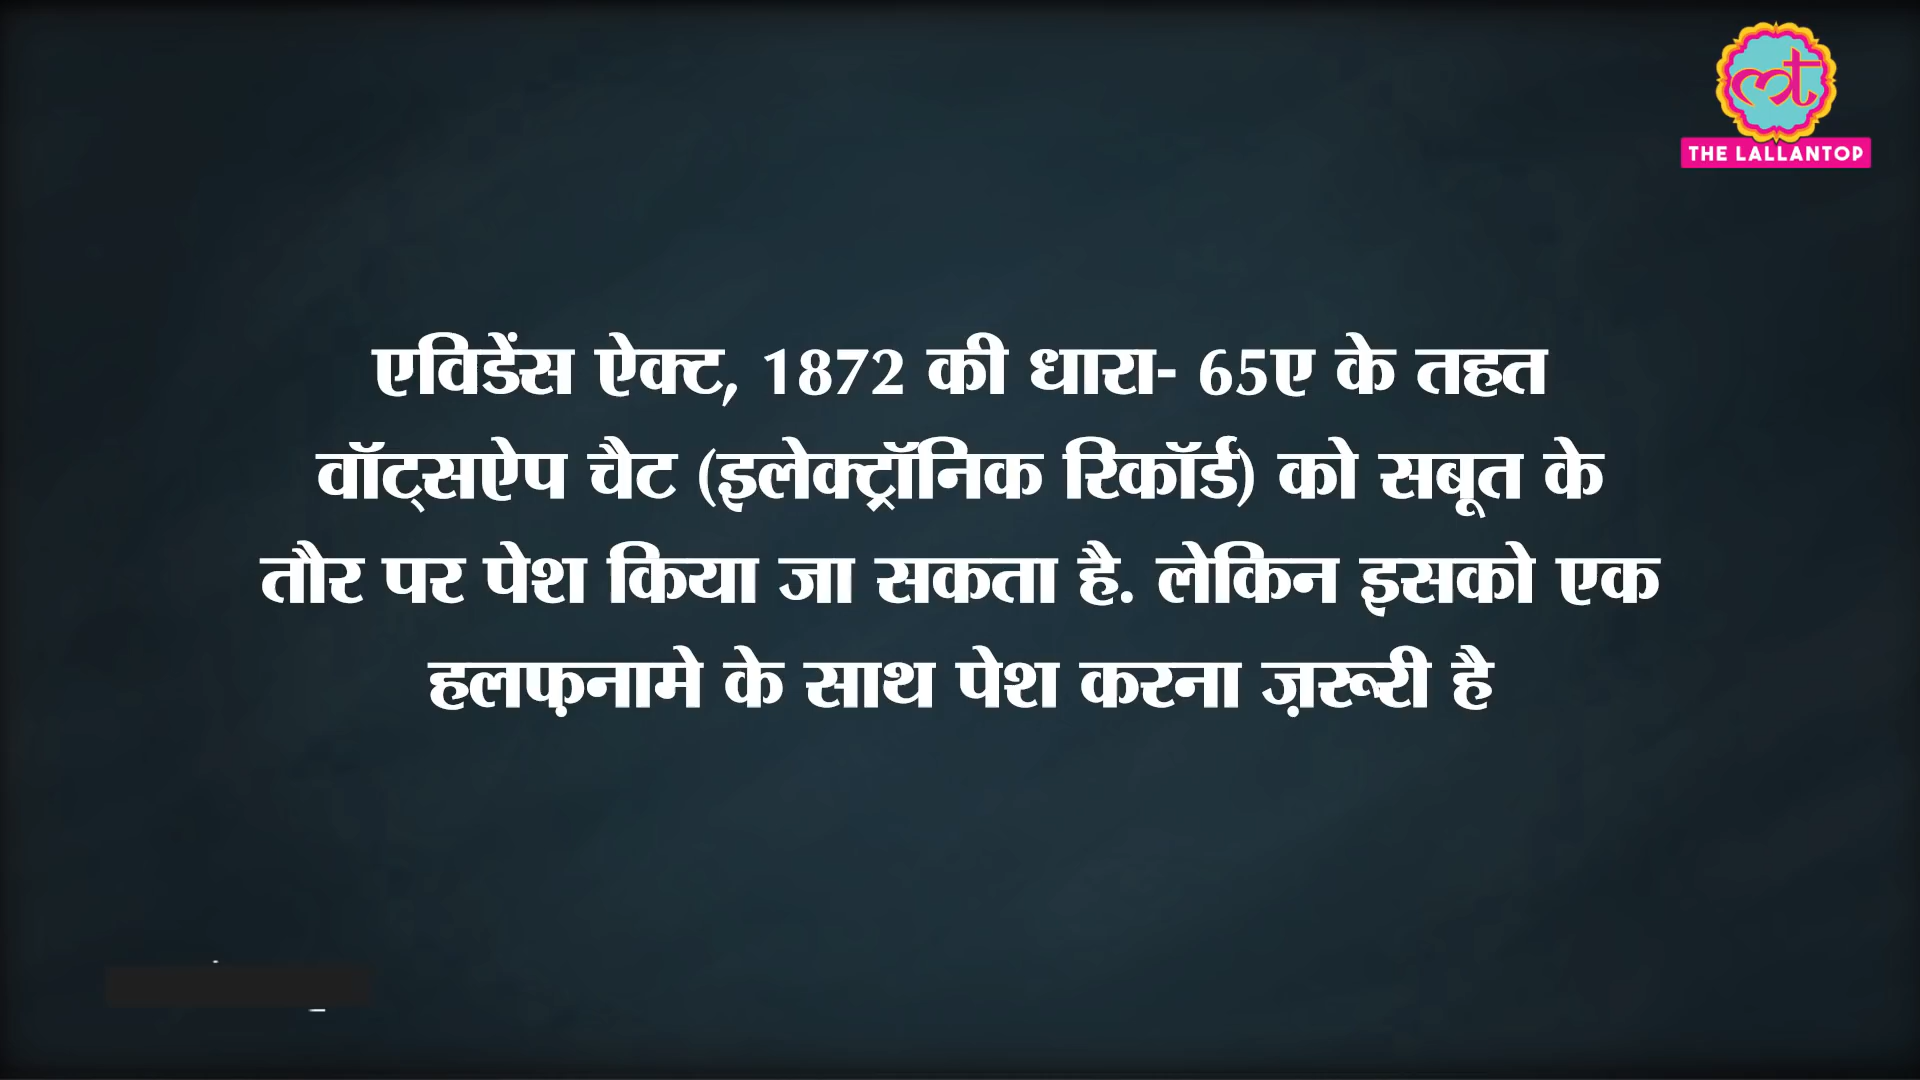 THE LALLANTOP
एविडेंस ऐक्ट, 1872 की धारा- 65ए के तहत
वॉट्सऐप चैट (इलेक्ट्रॉनिक रिकॉर्ड) को सबूत के
तौर पर पेश किया जा सकता है. लेकिन इसको एक
हलफ़नामे के साथ पेश करना ज़रूरी है